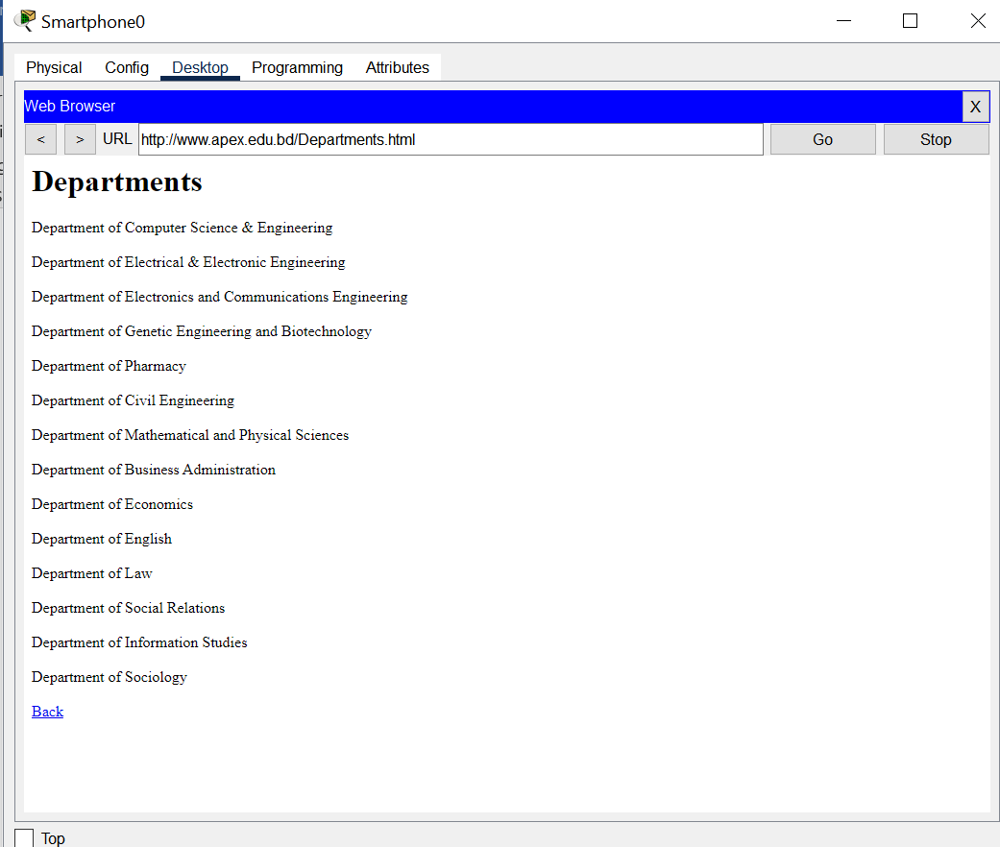 Smartphone0
Physical Config Desktop Programming Attributes
Web Browser X
< > URL http://www.apex.edu.bd/Departments.html Go Stop
Departments
Department of Computer Science & Engineering
Department of Electrical & Electronic Engineering
Department of Electronics and Communications Engineering
Department of Genetic Engineering and Biotechnology
Department of Pharmacy
Department of Civil Engineering
Department of Mathematical and Physical Sciences
Department of Business Administration
Department of Economics
Department of English
Department of Law
Department of Social Relations
Department of Information Studies
Department of Sociology
Back
Top